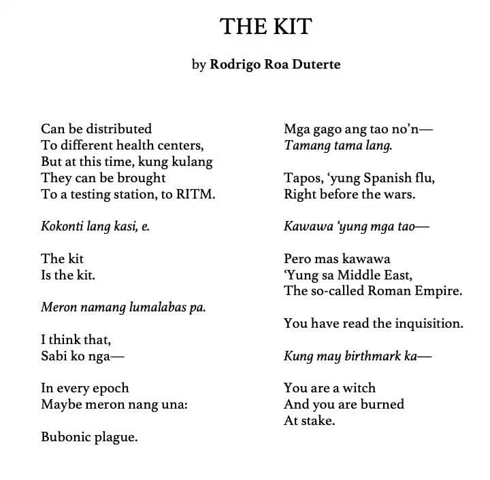 THE KIT
by Rodrigo Roa Duterte
Can be distributed
To different health centers,
But at this time, kung kulang
They can be brought
To a testing station, to RITM.
Kokonti lang kasi, e.
The kit
Is the kit.
Meron namang lumalabas pa.
I think that,
Sabi ko nga—
In every epoch
Maybe meron nang una:
Bubonic plague.
Mga gago ang tao no’n—
Tamang tama lang.
Tapos, ‘yung Spanish flu,
Right before the wars.
Kawawa ‘yung mga tao—
Pero mas kawawa
‘Yung sa Middle East,
The so-called Roman Empire.
You have read the inquisition.
Kung may birthmark ka—
You are a witch
And you are burned
At stake.